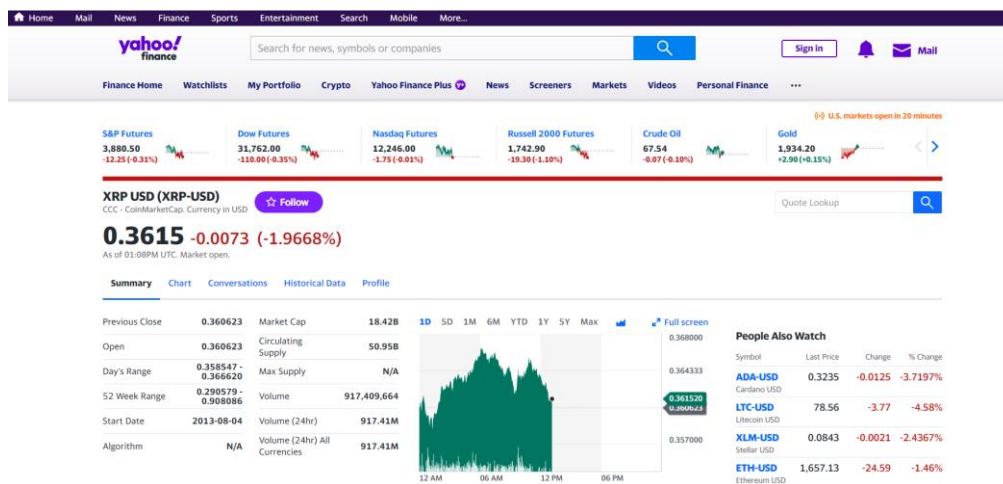 Home Mail News Finance Sports Entertainment Search Mobile More...
yahoo!
finance
Search for news, symbols or companies
Sign in
Mail
Finance Home Watchlists My Portfolio Crypto Yahoo Finance Plus News Screeners Markets Videos Personal Finance ...
U.S. markets open in 20 minutes
S&P Futures
3,880.50
-12.25 (-0.31%)
Dow Futures
31,762.00
-110.00 (-0.35%)
Nasdaq Futures
12,246.00
-1.75 (-0.01%)
Russell 2000 Futures
1,742.90
-19.30 (-1.10%)
Crude Oil
67.54
-0.07 (-0.10%)
Gold
1,934.20
+2.90 (+0.15%)
XRP USD (XRP-USD)
CCC - CoinMarketCap. Currency in USD
Follow
Quote Lookup
0.3615 -0.0073 (-1.9668%)
As of 01:08PM UTC. Market open.
Summary Chart Conversations Historical Data Profile
Previous Close 0.360623
Open 0.360623
Day's Range 0.358547 - 0.366620
52 Week Range 0.290579 - 0.908086
Start Date 2013-08-04
Algorithm N/A
Market Cap 18.42B
Circulating Supply 50.95B
Max Supply N/A
Volume 917,409,664
Volume (24hr) 917.41M
Volume (24hr) All Currencies 917.41M
1D 5D 1M 6M YTD 1Y 5Y Max
Full screen
0.368000
0.364333
0.361520
0.360623
0.357000
12 AM 06 AM 12 PM 06 PM
People Also Watch
Symbol Last Price Change % Change
ADA-USD 0.3235 -0.0125 -3.7197%
Cardano USD
LTC-USD 78.56 -3.77 -4.58%
Litecoin USD
XLM-USD 0.0843 -0.0021 -2.4367%
Stellar USD
ETH-USD 1,657.13 -24.59 -1.46%
Ethereum USD